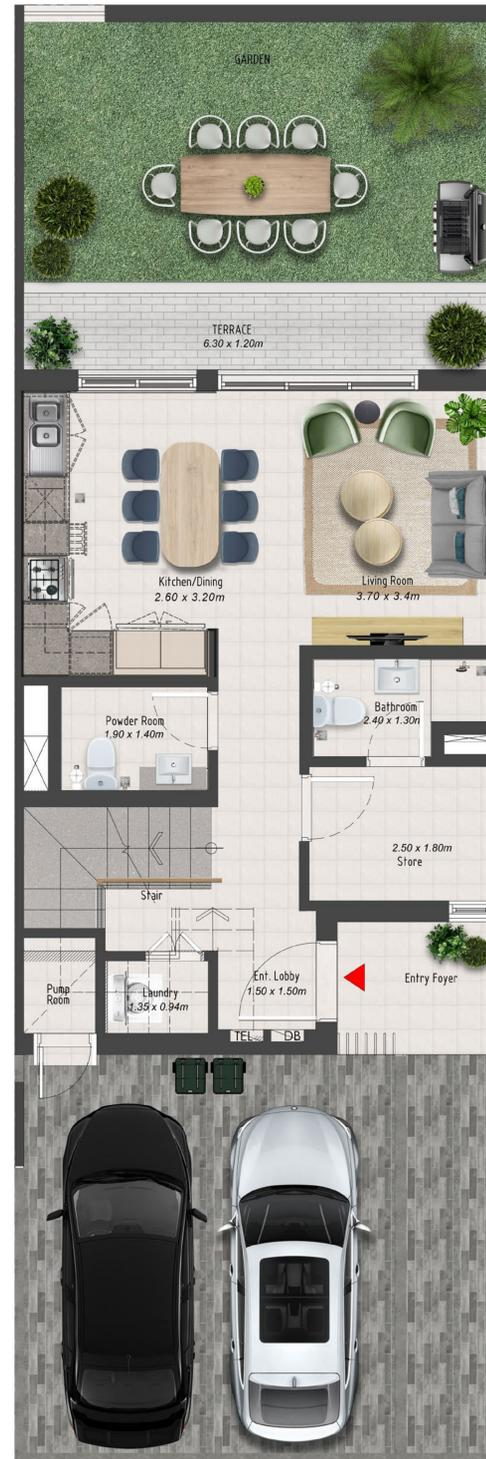 GARDEN
TERRACE
6.30 x 1.20m
Kitchen/Dining
2.60 x 3.20m
Living Room
3.70 x 3.4m
Powder Room
1.90 x 1.40m
Bathroom
2.40 x 1.30m
2.50 x 1.80m
Store
Stair
Pump
Room
Laundry
1.35 x 0.94m
Ent. Lobby
1.50 x 1.50m
Entry Foyer
TEL
DB